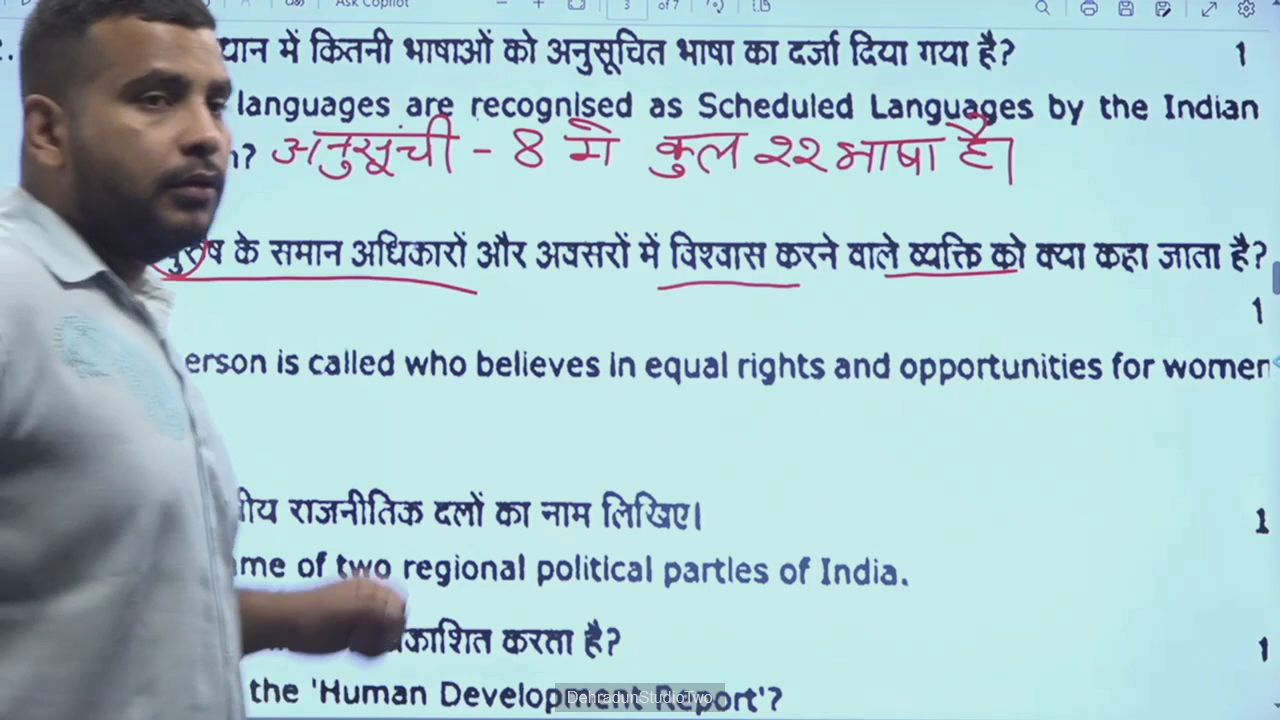 Ask Copilot
3 of 7
धान में कितनी भाषाओं को अनुसूचित भाषा का दर्जा दिया गया है? 1
languages are recognised as Scheduled Languages by the Indian
n? अनुसूंची - 8 मे कुल २२ भाषा है।
पुरुष के समान अधिकारों और अवसरों में विश्वास करने वाले व्यक्ति को क्या कहा जाता है?
1
erson is called who believes in equal rights and opportunities for women
ीय राजनीतिक दलों का नाम लिखिए। 1
ame of two regional political parties of India.
काशित करता है? 1
the 'Human Development Report'?
DehradunStudioTwo